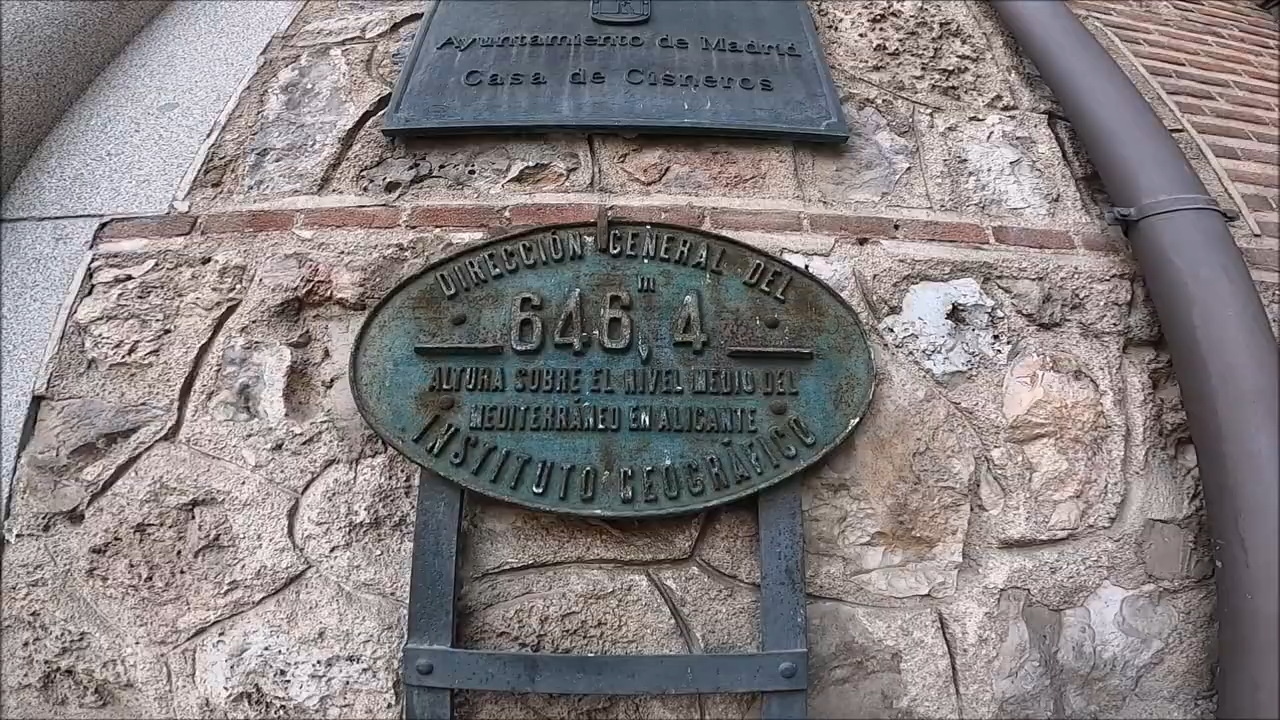 Ayuntamiento de Madrid
Casa de Cisneros
DIRECCIÓN GENERAL DEL
646,m4
ALTURA SOBRE EL NIVEL MEDIO DEL
MEDITERRÁNEO EN ALICANTE
INSTITUTO GEOGRÁFICO